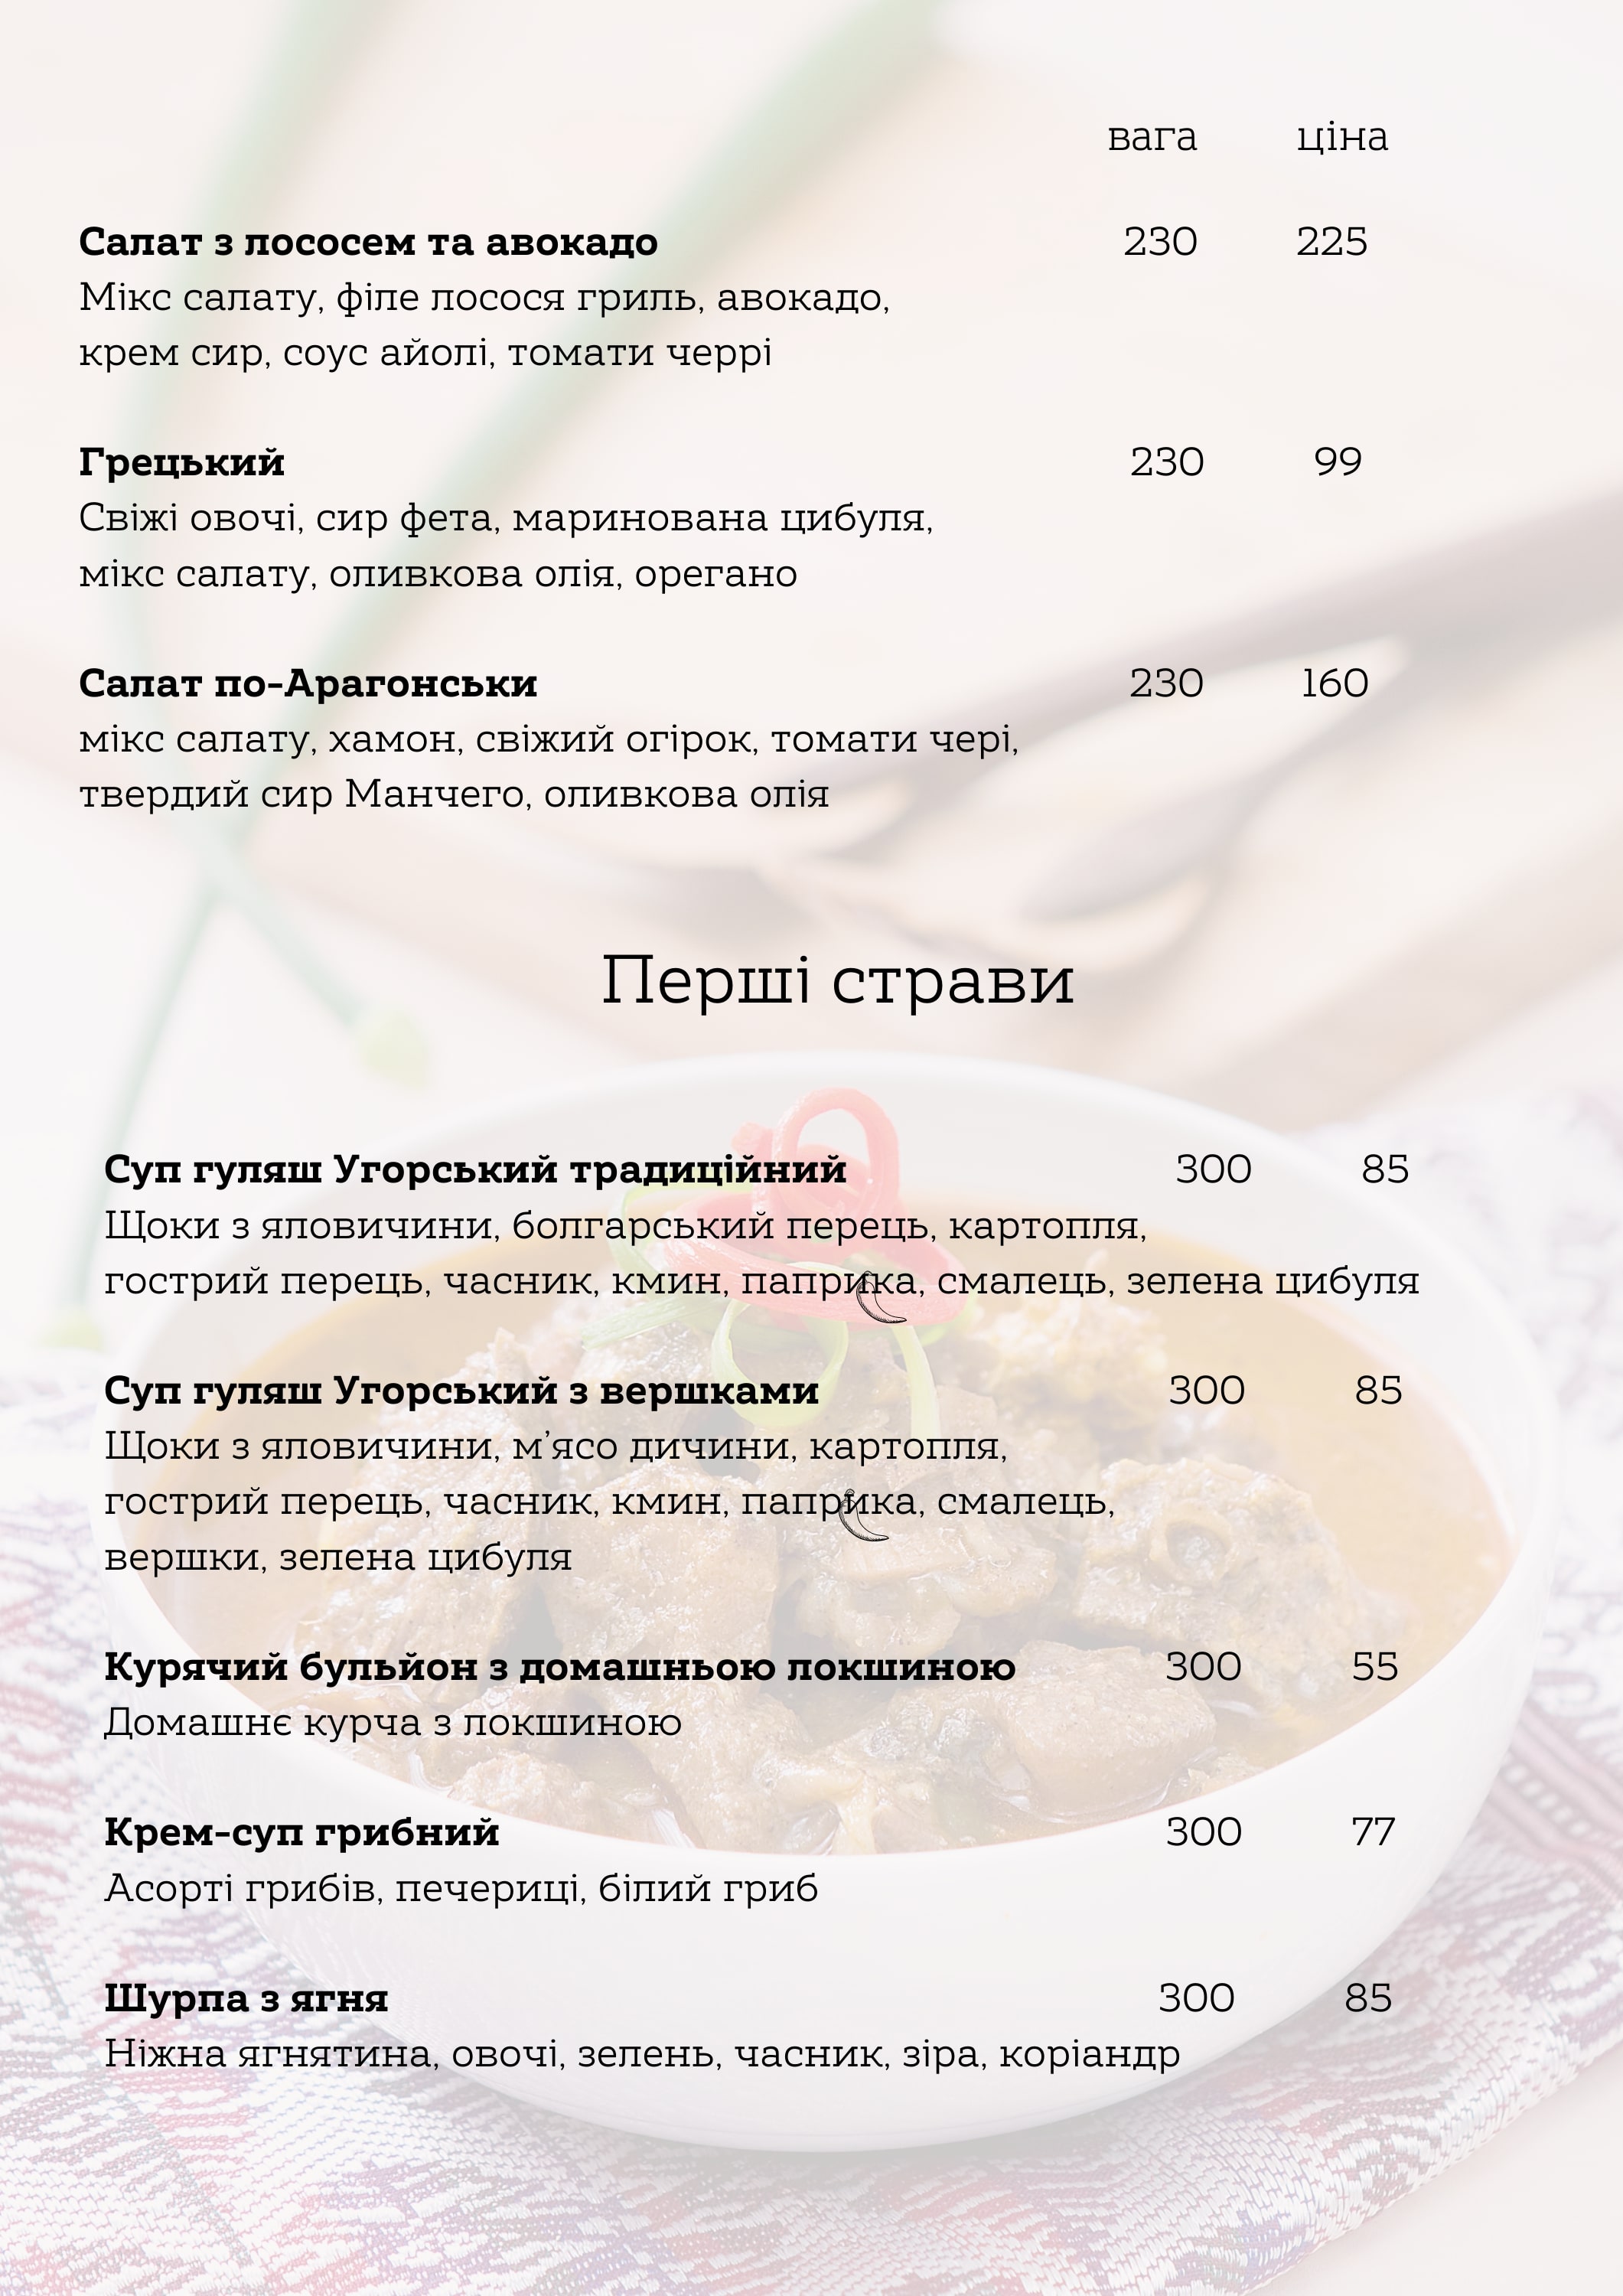 вага ціна
Салат з лососем та авокадо 230 225
Мікс салату, філе лосося гриль, авокадо,
крем сир, соус айолі, томати черрі
Грецький 230 99
Свіжі овочі, сир фета, маринована цибуля,
мікс салату, оливкова олія, орегано
Салат по-Арагонськи 230 160
мікс салату, хамон, свіжий огірок, томати чері,
твердий сир Манчего, оливкова олія
Перші страви
Суп гуляш Угорський традиційний 300 85
Щоки з яловичини, болгарський перець, картопля,
гострий перець, часник, кмин, паприка, смалець, зелена цибуля
Суп гуляш Угорський з вершками 300 85
Щоки з яловичини, м’ясо дичини, картопля,
гострий перець, часник, кмин, паприка, смалець,
вершки, зелена цибуля
Курячий бульйон з домашньою локшиною 300 55
Домашнє курча з локшиною
Крем-суп грибний 300 77
Асорті грибів, печериці, білий гриб
Шурпа з ягня 300 85
Ніжна ягнятина, овочі, зелень, часник, зіра, коріандр